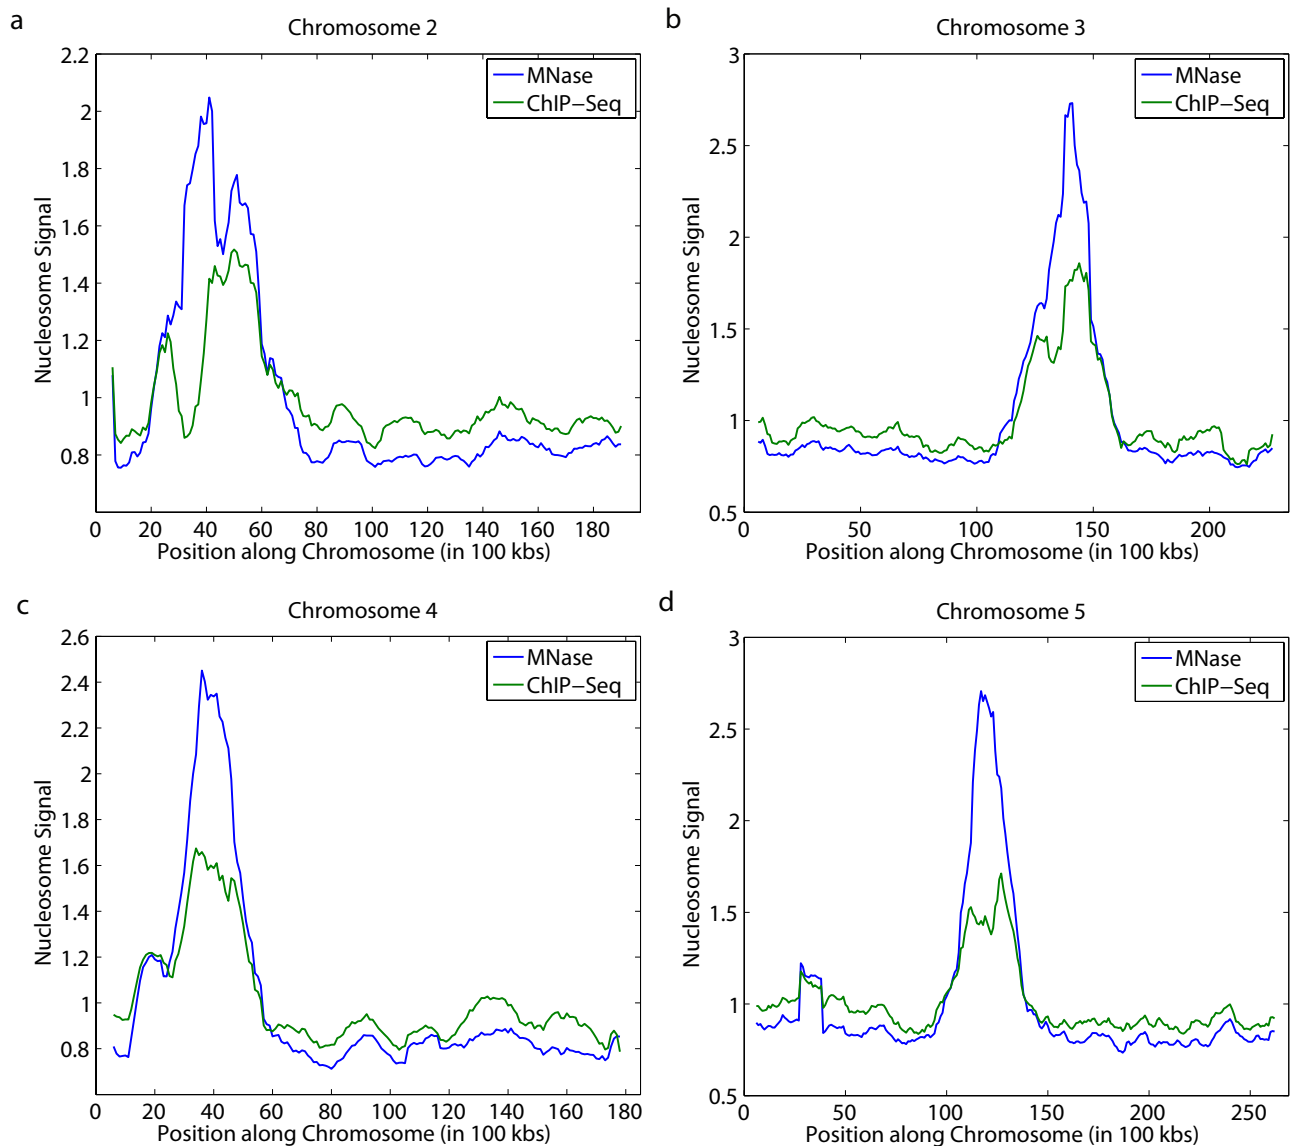 a
Chromosome 2
2.2
2
1.8
1.6
1.4
1.2
1
0.8
Nucleosome Signal
MNase
ChIP−Seq
0 20 40 60 80 100 120 140 160 180
Position along Chromosome (in 100 kbs)
b
Chromosome 3
3
2.5
2
1.5
1
0.5
Nucleosome Signal
MNase
ChIP−Seq
0 50 100 150 200
Position along Chromosome (in 100 kbs)
c
Chromosome 4
2.6
2.4
2.2
2
1.8
1.6
1.4
1.2
1
0.8
Nucleosome Signal
MNase
ChIP−Seq
0 20 40 60 80 100 120 140 160 180
Position along Chromosome (in 100 kbs)
d
Chromosome 5
3
2.5
2
1.5
1
0.5
Nucleosome Signal
MNase
ChIP−Seq
0 50 100 150 200 250
Position along Chromosome (in 100 kbs)